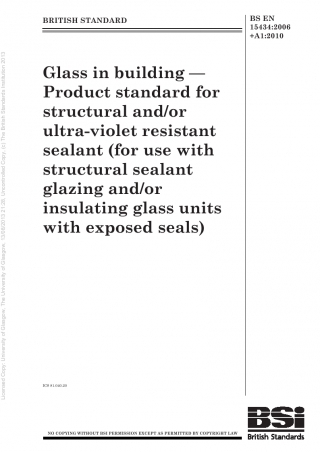 BRITISH STANDARD
BS EN
15434:2006
+A1:2010
Glass in building —
Product standard for
structural and/or
ultra-violet resistant
sealant (for use with
structural sealant
glazing and/or
insulating glass units
with exposed seals)
ICS 81.040.20
NO COPYING WITHOUT BSI PERMISSION EXCEPT AS PERMITTED BY COPYRIGHT LAW
BSi
British Standards
Licensed Copy: University of Glasgow, The University of Glasgow, Uncontrolled Copy, (c) The British Standards Institution 2013